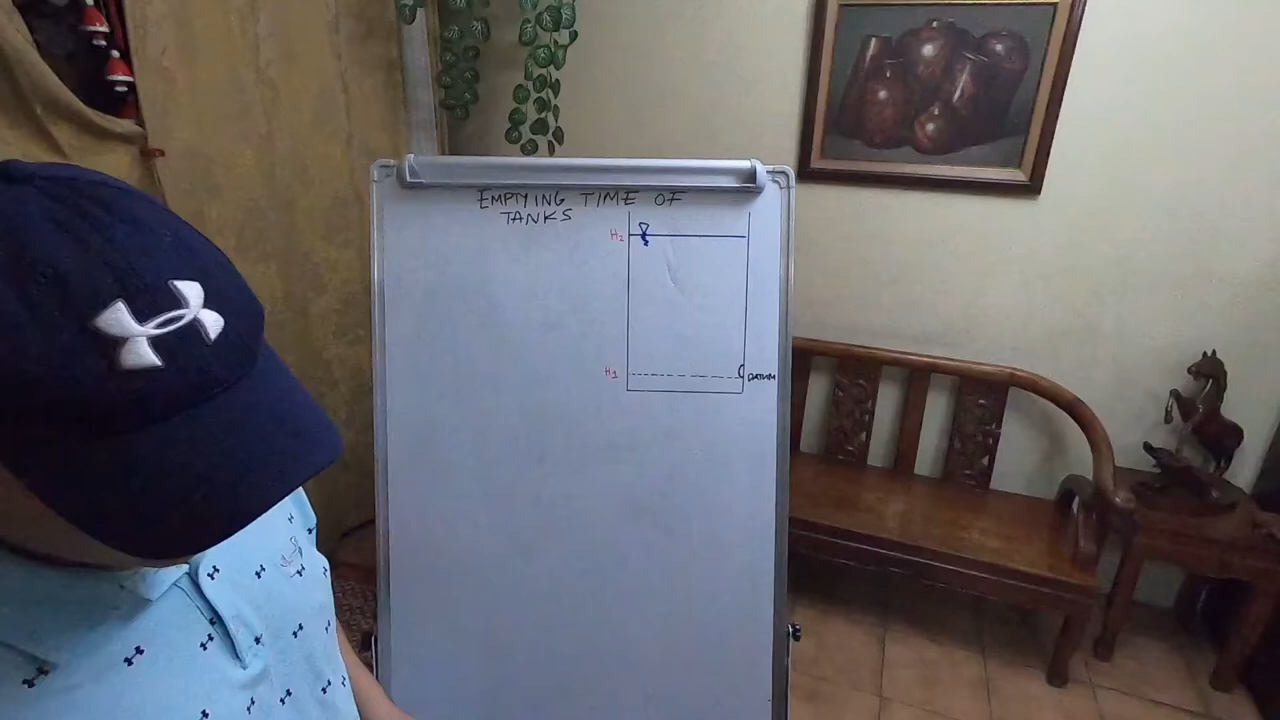 EMPTYING TIME OF
TANKS
H₂
H₁
DATUM